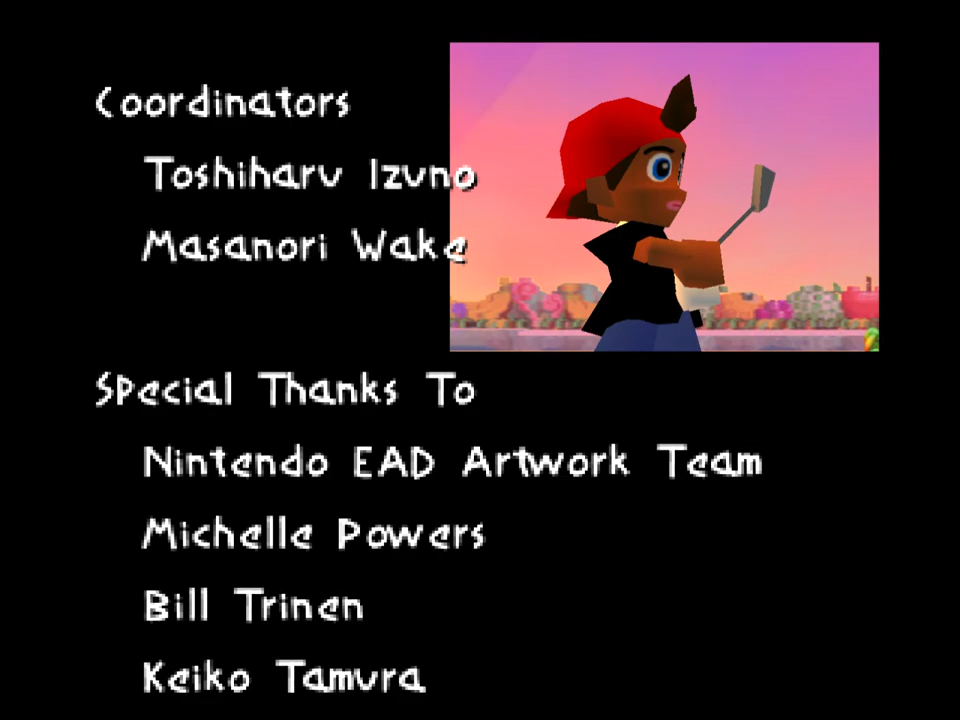 Coordinators
Toshiharu Izuno
Masanori Wake
Special Thanks To
Nintendo EAD Artwork Team
Michelle Powers
Bill Trinen
Keiko Tamura